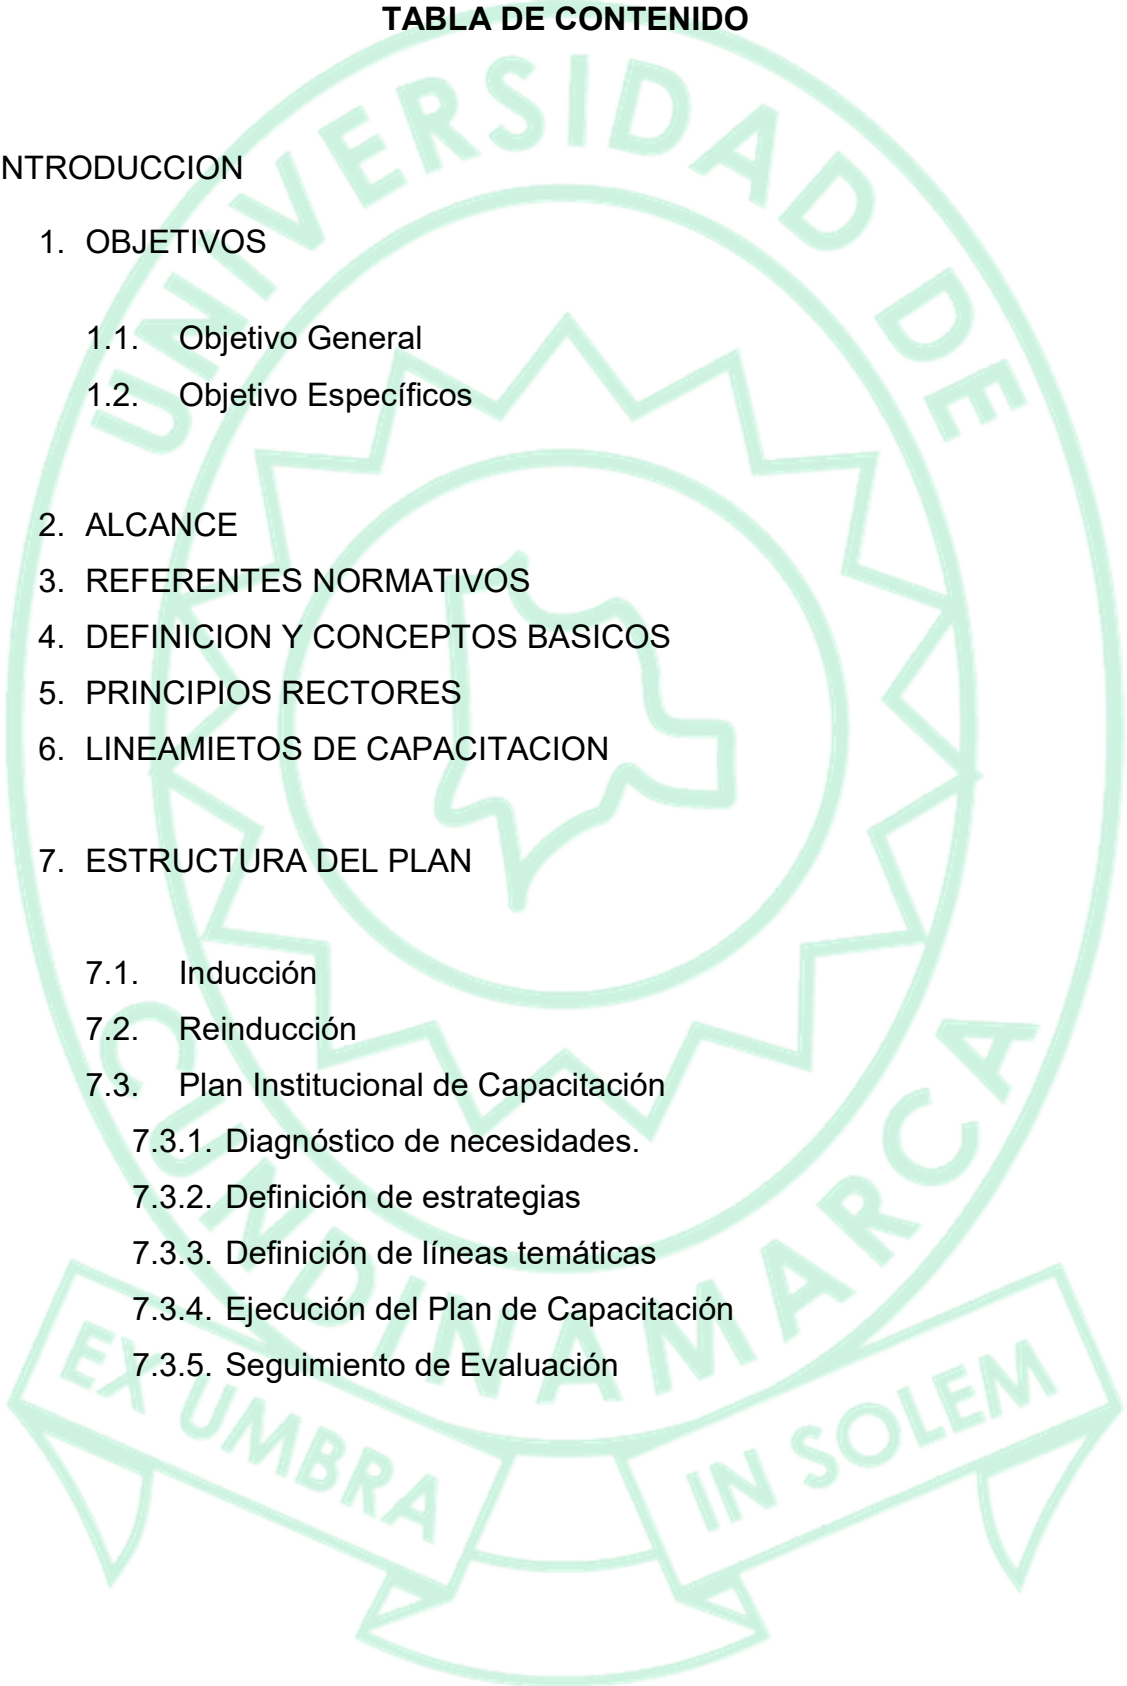 TABLA DE CONTENIDO
NTRODUCCION
1. OBJETIVOS
1.1. Objetivo General
1.2. Objetivo Específicos
2. ALCANCE
3. REFERENTES NORMATIVOS
4. DEFINICION Y CONCEPTOS BASICOS
5. PRINCIPIOS RECTORES
6. LINEAMIETOS DE CAPACITACION
7. ESTRUCTURA DEL PLAN
7.1. Inducción
7.2. Reinducción
7.3. Plan Institucional de Capacitación
7.3.1. Diagnóstico de necesidades.
7.3.2. Definición de estrategias
7.3.3. Definición de líneas temáticas
7.3.4. Ejecución del Plan de Capacitación
7.3.5. Seguimiento de Evaluación
UNIVERSIDAD DE
CUNDINAMARCA
EX UMBRA IN SOLEM